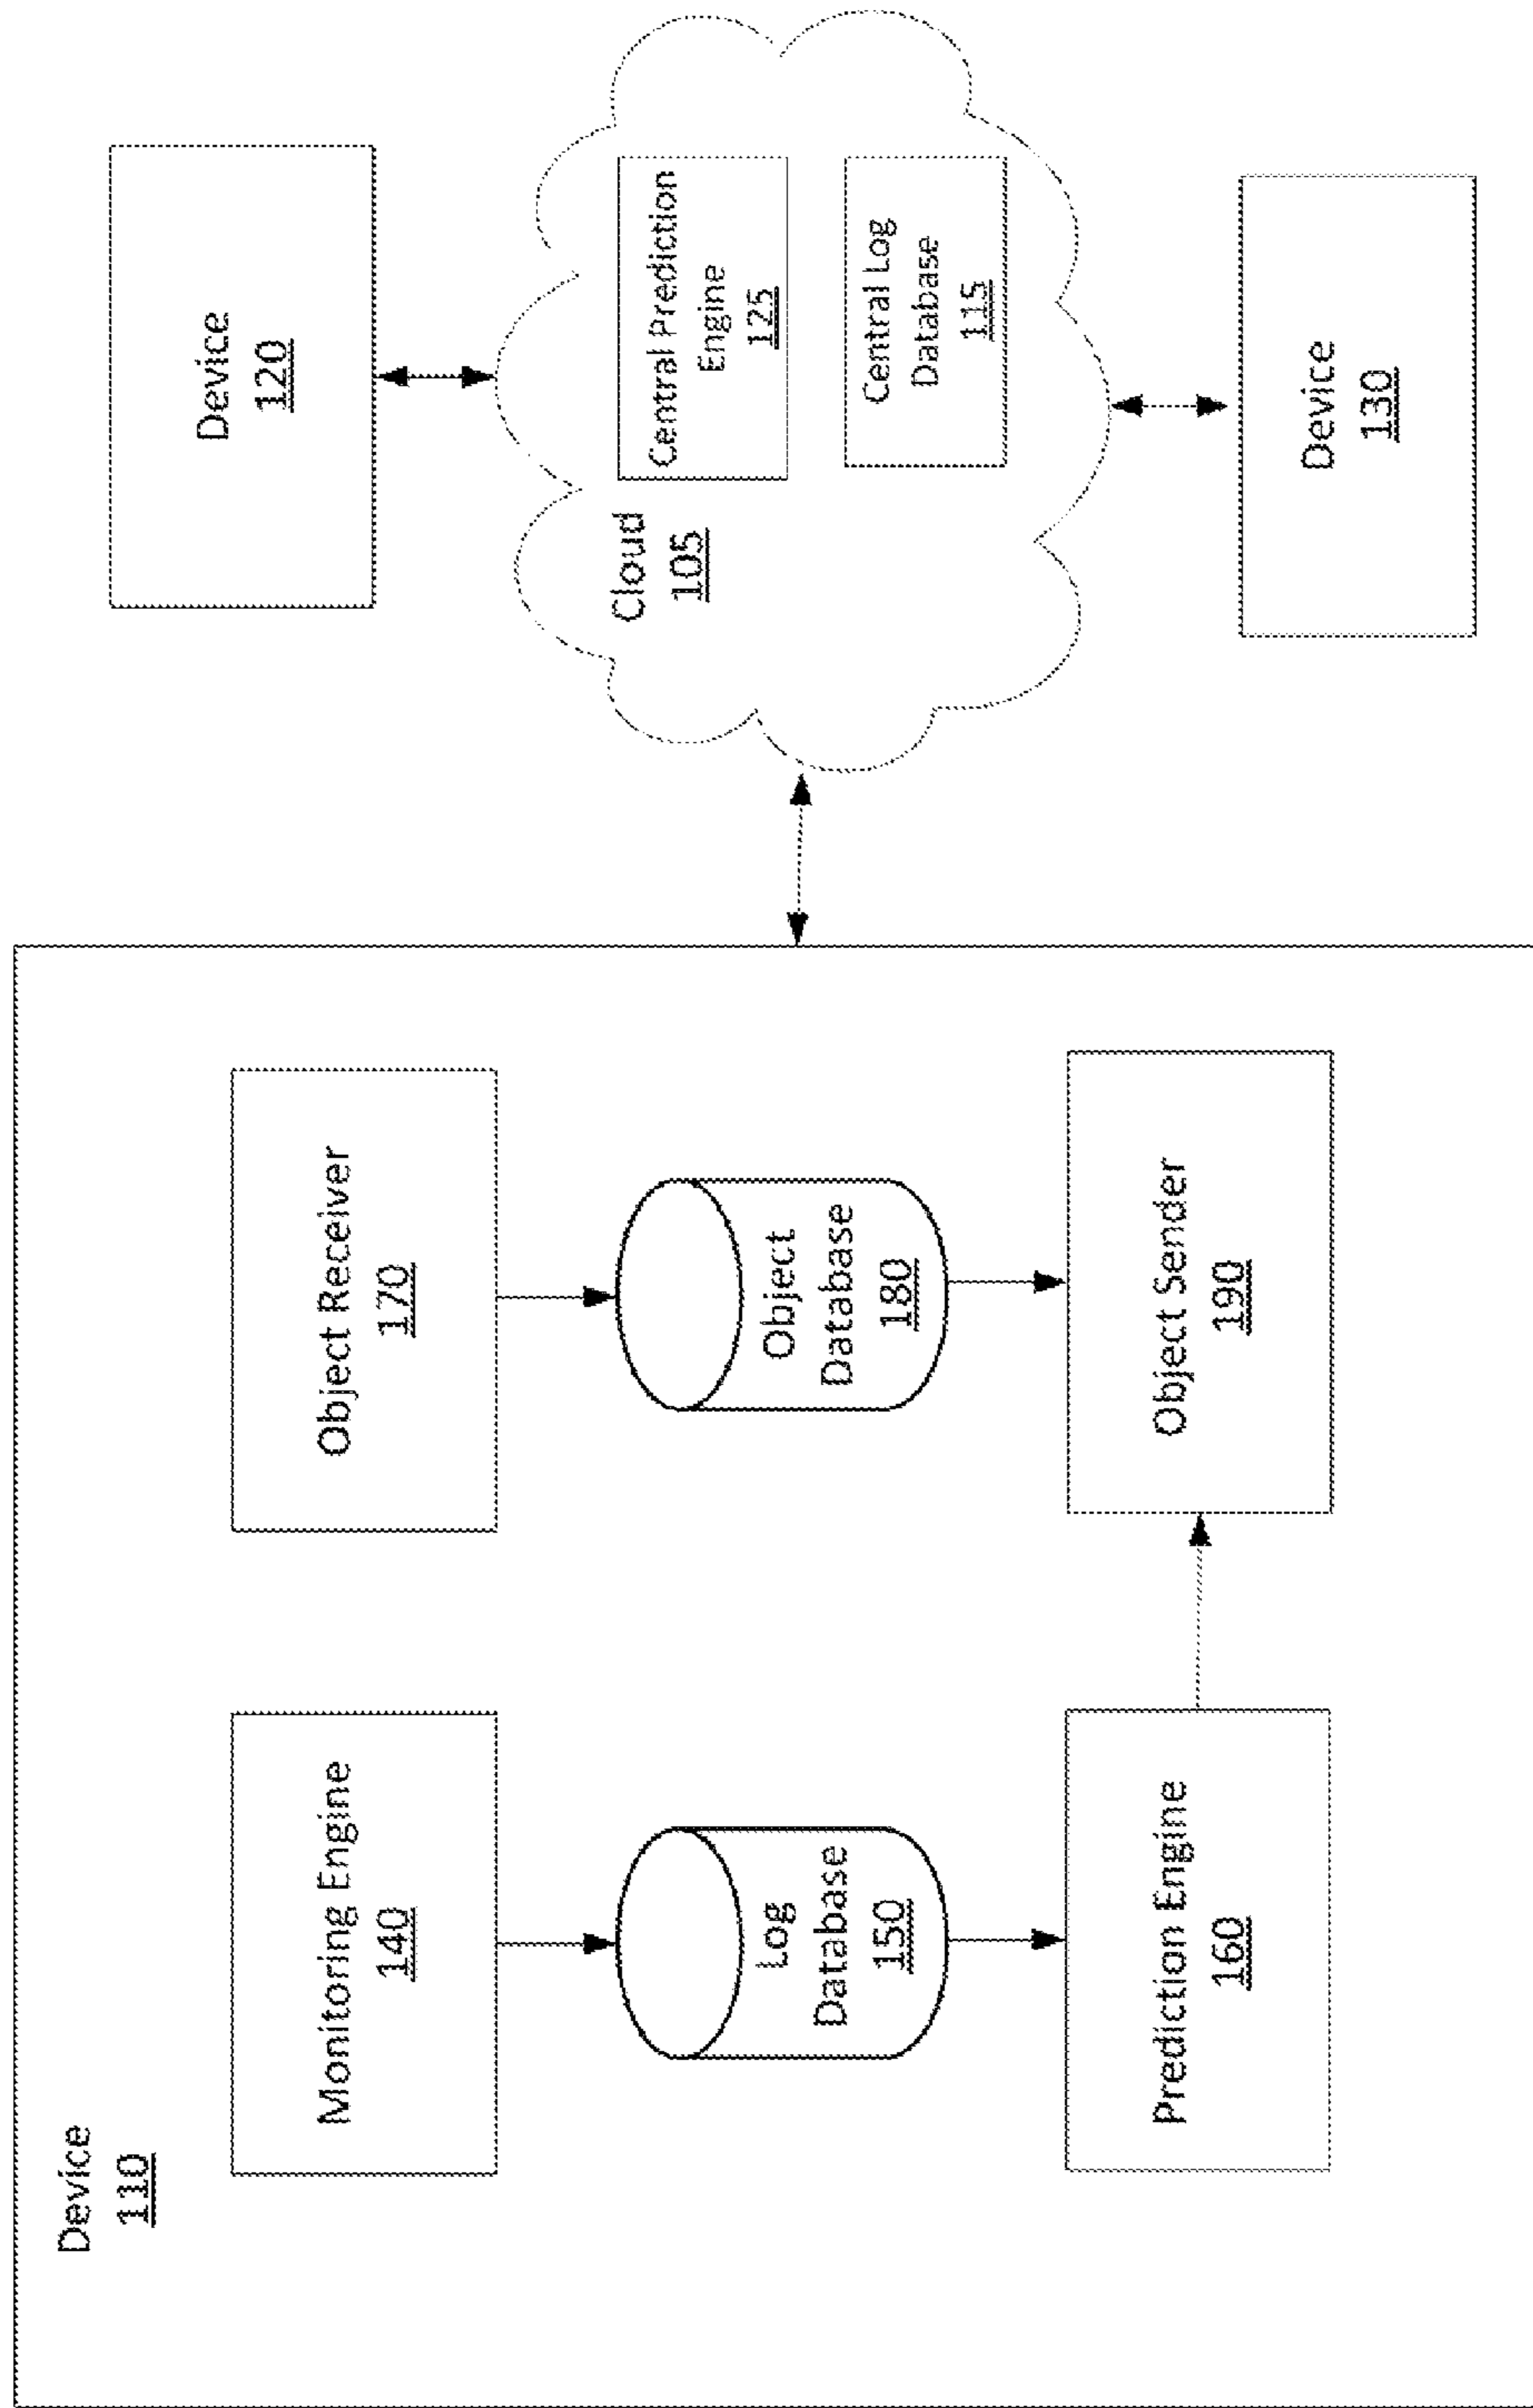 Device
110
Monitoring Engine
140
Log
Database
150
Prediction Engine
160
Object Receiver
170
Object
Database
180
Object Sender
190
Device
120
Cloud
105
Central Prediction
Engine
125
Central Log
Database
115
Device
130